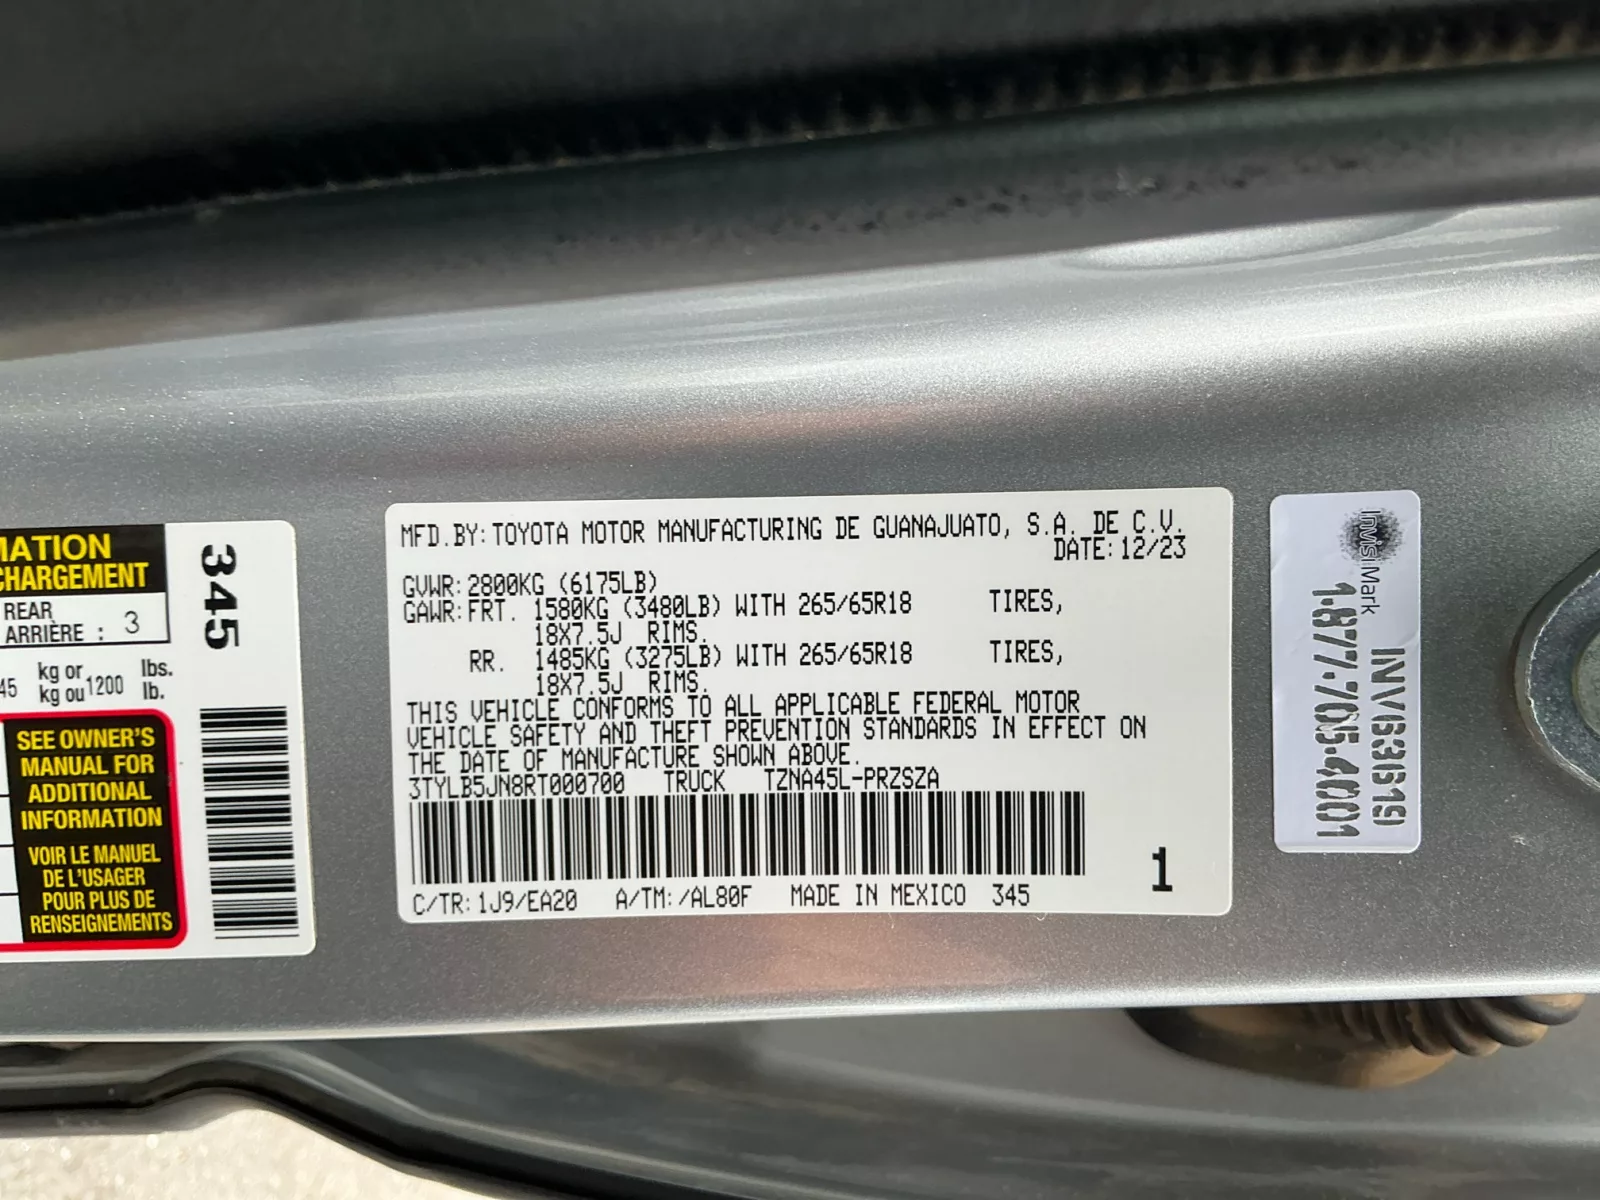 MATION
CHARGEMENT
REAR
ARRIÈRE : 3
45 kg or 1200 lbs.
kg ou lb.
SEE OWNER'S
MANUAL FOR
ADDITIONAL
INFORMATION
VOIR LE MANUEL
DE L'USAGER
POUR PLUS DE
RENSEIGNEMENTS
345
MFD.BY:TOYOTA MOTOR MANUFACTURING DE GUANAJUATO, S.A. DE C.V.
DATE:12/23
GVWR:2800KG (6175LB)
GAWR:FRT. 1580KG (3480LB) WITH 265/65R18 TIRES,
18X7.5J RIMS.
RR. 1485KG (3275LB) WITH 265/65R18 TIRES,
18X7.5J RIMS.
THIS VEHICLE CONFORMS TO ALL APPLICABLE FEDERAL MOTOR
VEHICLE SAFETY AND THEFT PREVENTION STANDARDS IN EFFECT ON
THE DATE OF MANUFACTURE SHOWN ABOVE.
3TYLB5JN8RT000700 TRUCK TZNA45L-PRZSZA
C/TR:1J9/EA20 A/TM:/AL80F MADE IN MEXICO 345
1
InvisiMark
INV63619
1-877-765-4001